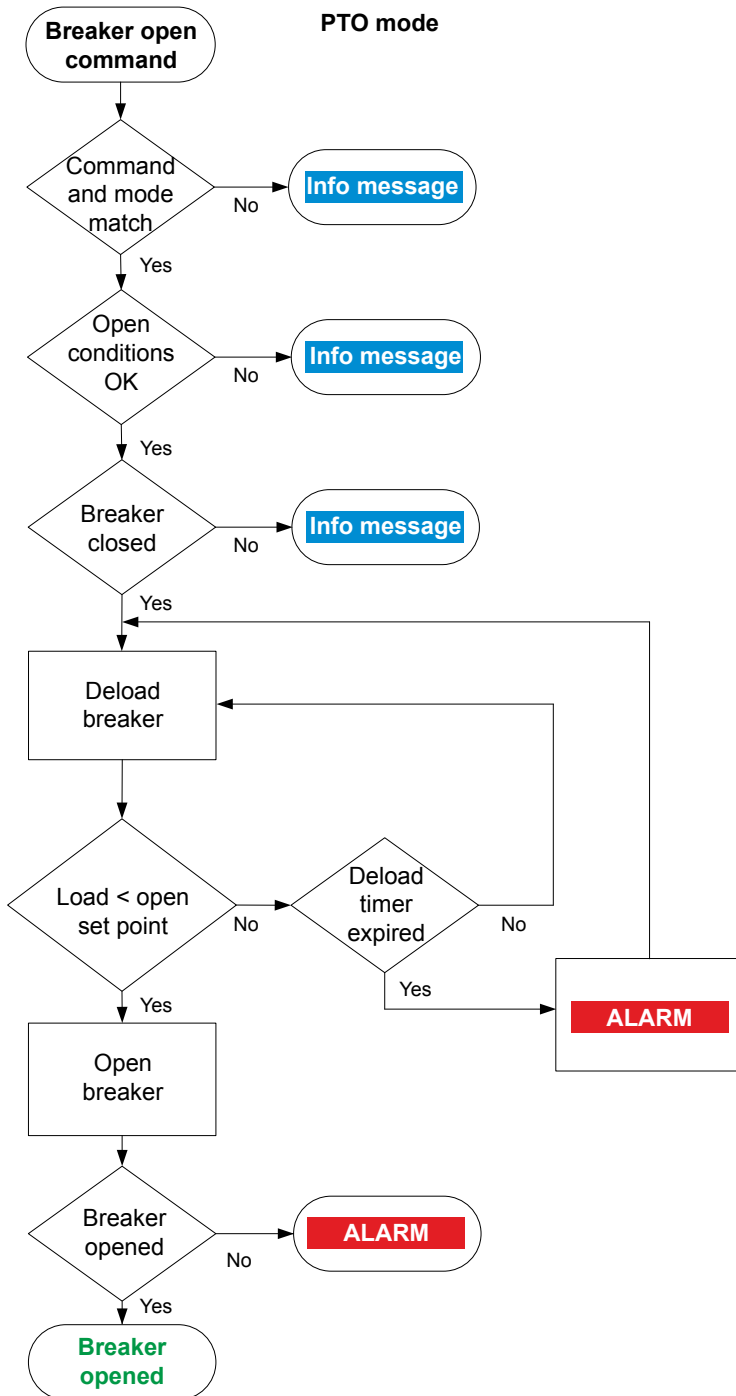 Breaker open
command
PTO mode
Command
and mode
match
No
Info message
Yes
Open
conditions
OK
No
Info message
Yes
Breaker
closed
No
Info message
Yes
Deload
breaker
Load < open
set point
No
Deload
timer
expired
No
Yes
ALARM
Yes
Open
breaker
Breaker
opened
No
ALARM
Yes
Breaker
opened